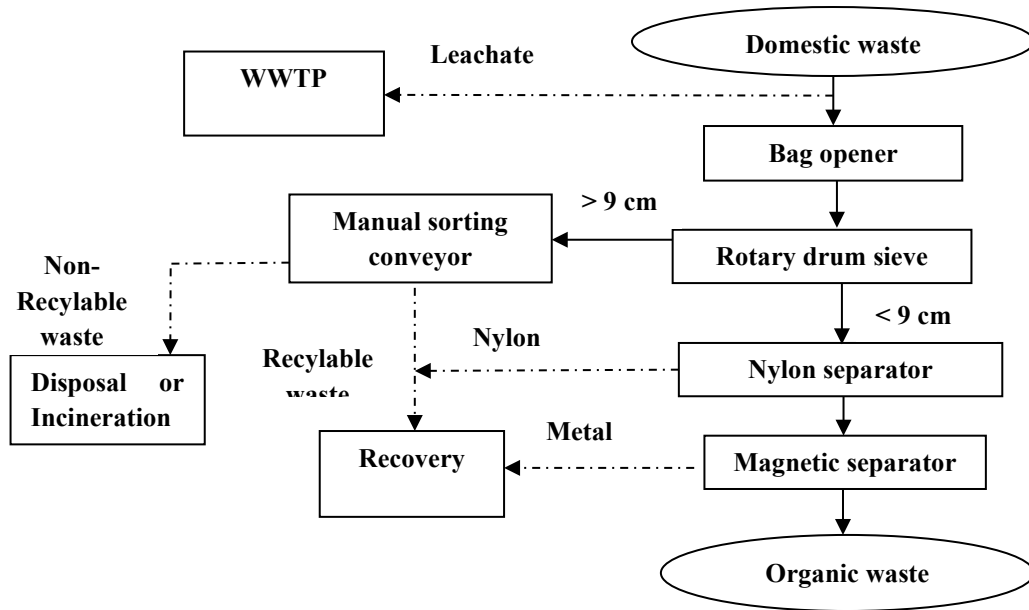 Domestic waste
Leachate
WWTP
Bag opener
> 9 cm
Manual sorting
conveyor
Rotary drum sieve
Non-
Recylable
waste
< 9 cm
Nylon
Recylable
waste
Nylon separator
Disposal or
Incineration
Metal
Recovery
Magnetic separator
Organic waste